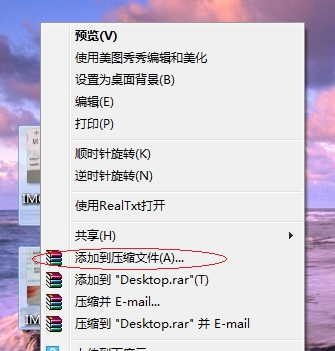 预览(V)
使用美图秀秀编辑和美化
设置为桌面背景(B)
编辑(E)
打印(P)
顺时针旋转(K)
逆时针旋转(N)
使用RealTxt打开
共享(H)
添加到压缩文件(A)...
添加到 "Desktop.rar"(T)
压缩并 E-mail...
压缩到 "Desktop.rar" 并 E-mail